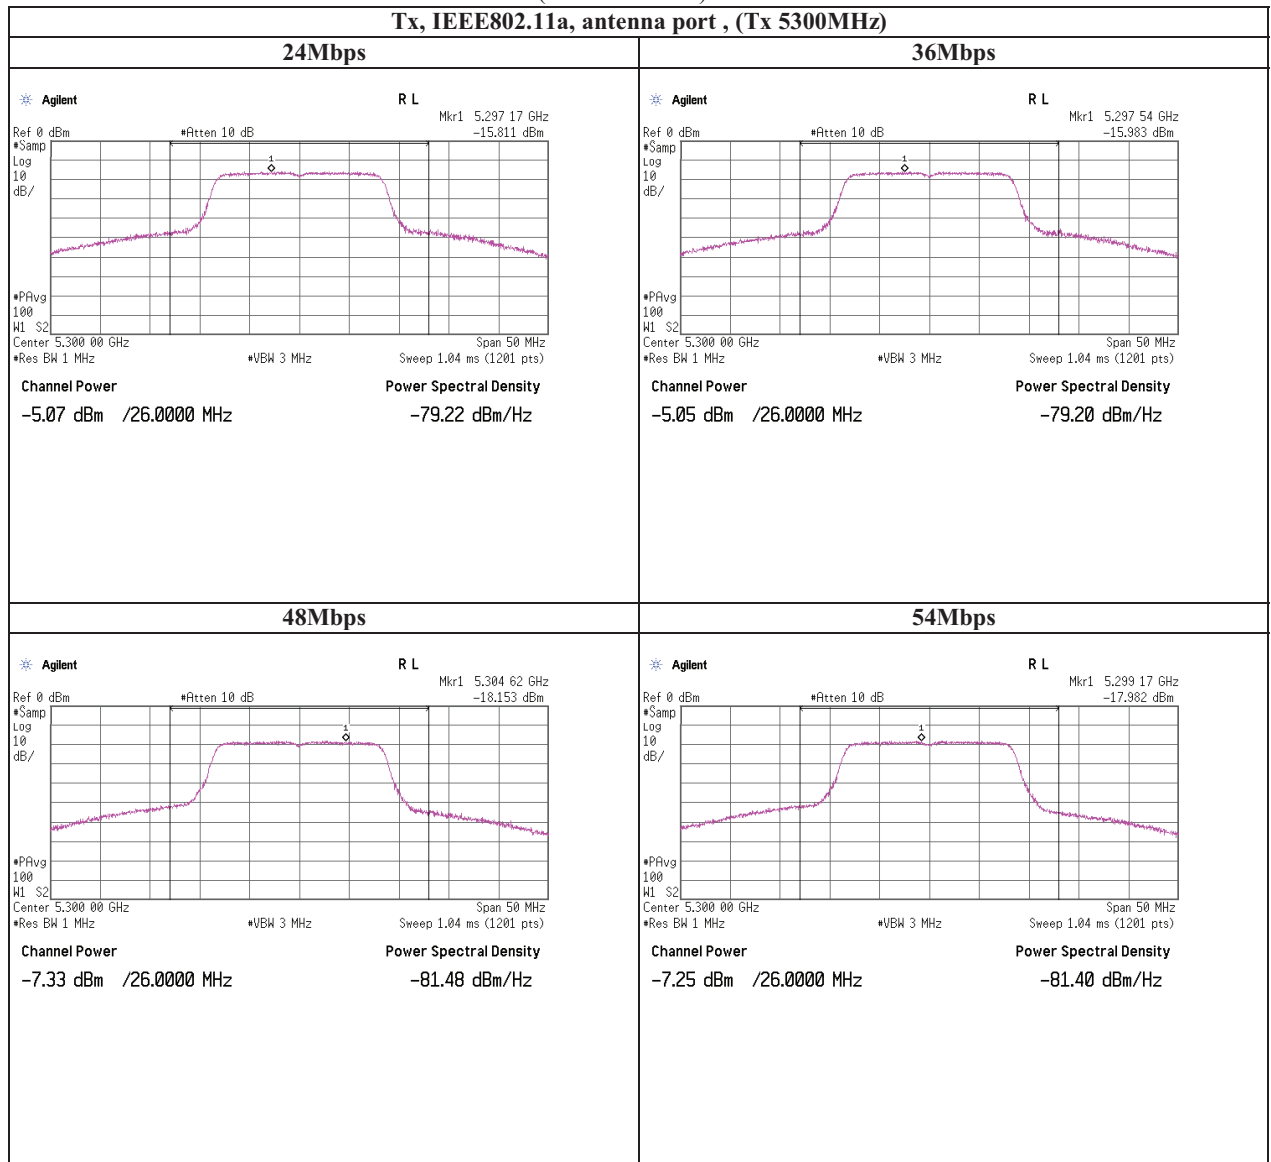 Tx, IEEE802.11a, antenna port , (Tx 5300MHz)
24Mbps
36Mbps
Agilent
R L
Mkr1 5.297 17 GHz
Ref 0 dBm
#Atten 10 dB
-15.811 dBm
#Samp
Log
10
dB/
1
#PAvg
100
W1 S2
Center 5.300 00 GHz
Span 50 MHz
#Res BW 1 MHz
#VBW 3 MHz
Sweep 1.04 ms (1201 pts)
Channel Power
Power Spectral Density
-5.07 dBm /26.0000 MHz
-79.22 dBm/Hz
Agilent
R L
Mkr1 5.297 54 GHz
Ref 0 dBm
#Atten 10 dB
-15.983 dBm
#Samp
Log
10
dB/
1
#PAvg
100
W1 S2
Center 5.300 00 GHz
Span 50 MHz
#Res BW 1 MHz
#VBW 3 MHz
Sweep 1.04 ms (1201 pts)
Channel Power
Power Spectral Density
-5.05 dBm /26.0000 MHz
-79.20 dBm/Hz
48Mbps
54Mbps
Agilent
R L
Mkr1 5.304 62 GHz
Ref 0 dBm
#Atten 10 dB
-18.153 dBm
#Samp
Log
10
dB/
1
#PAvg
100
W1 S2
Center 5.300 00 GHz
Span 50 MHz
#Res BW 1 MHz
#VBW 3 MHz
Sweep 1.04 ms (1201 pts)
Channel Power
Power Spectral Density
-7.33 dBm /26.0000 MHz
-81.48 dBm/Hz
Agilent
R L
Mkr1 5.299 17 GHz
Ref 0 dBm
#Atten 10 dB
-17.982 dBm
#Samp
Log
10
dB/
1
#PAvg
100
W1 S2
Center 5.300 00 GHz
Span 50 MHz
#Res BW 1 MHz
#VBW 3 MHz
Sweep 1.04 ms (1201 pts)
Channel Power
Power Spectral Density
-7.25 dBm /26.0000 MHz
-81.40 dBm/Hz